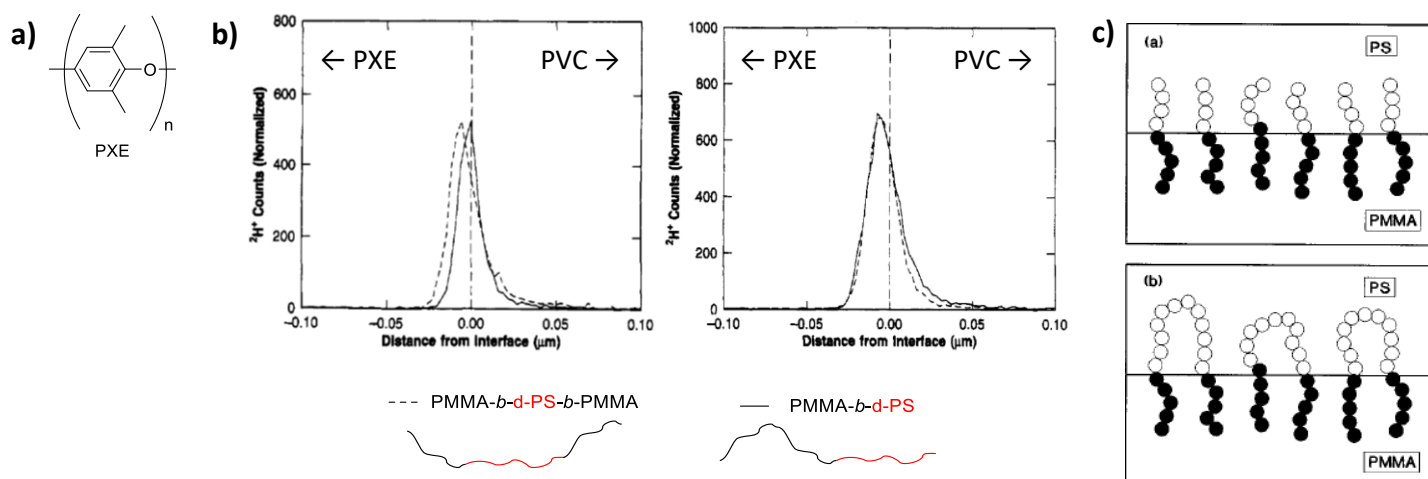 a)
O
n
PXE
b)
800
600
400
200
0
²H⁺ Counts (Normalized)
← PXE
PVC →
-0.10
-0.05
0.00
0.05
0.10
Distance from Interface (μm)
1000
800
600
400
200
0
²H⁺ Counts (Normalized)
← PXE
PVC →
-0.10
-0.05
0.00
0.05
0.10
Distance from Interface (μm)
PMMA-b-d-PS-b-PMMA
PMMA-b-d-PS
c)
(a)
PS
PMMA
(b)
PS
PMMA